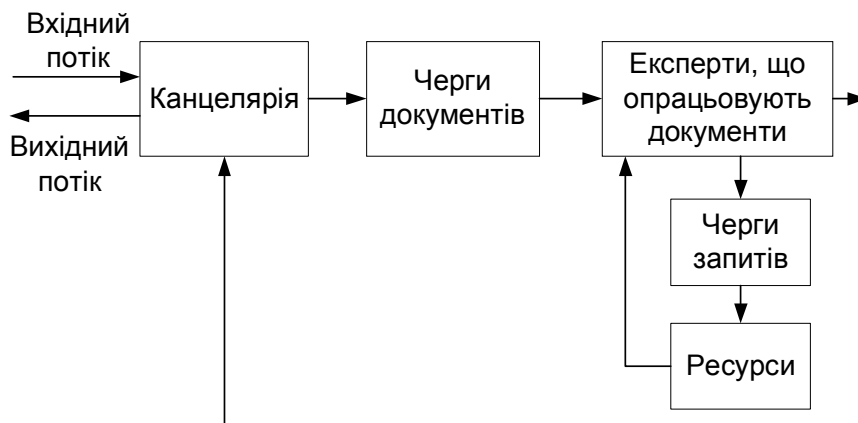 Вхідний
потік
Канцелярія
Вихідний
потік
Черги
документів
Експерти, що
опрацьовують
документи
Черги
запитів
Ресурси